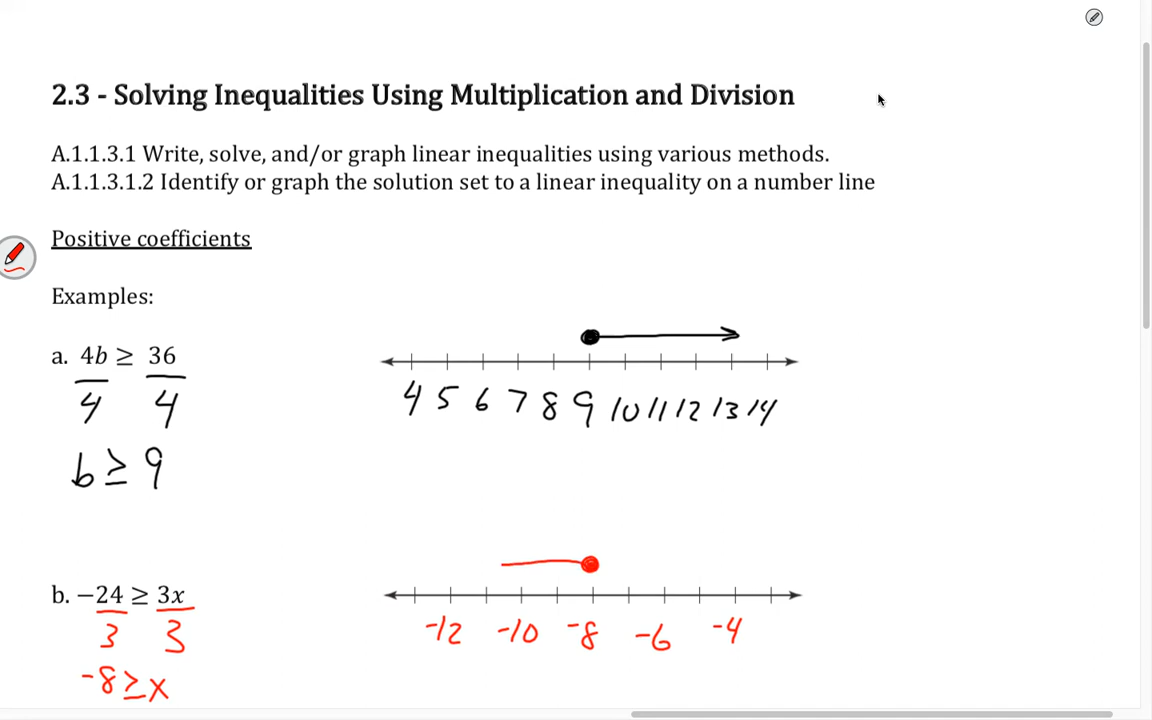 2.3 - Solving Inequalities Using Multiplication and Division
A.1.1.3.1 Write, solve, and/or graph linear inequalities using various methods.
A.1.1.3.1.2 Identify or graph the solution set to a linear inequality on a number line
Positive coefficients
Examples:
a. 4b ≥ 36
4 4
b ≥ 9
4 5 6 7 8 9 10 11 12 13 14
b. −24 ≥ 3x
3 3
-8 ≥ x
-12 -10 -8 -6 -4